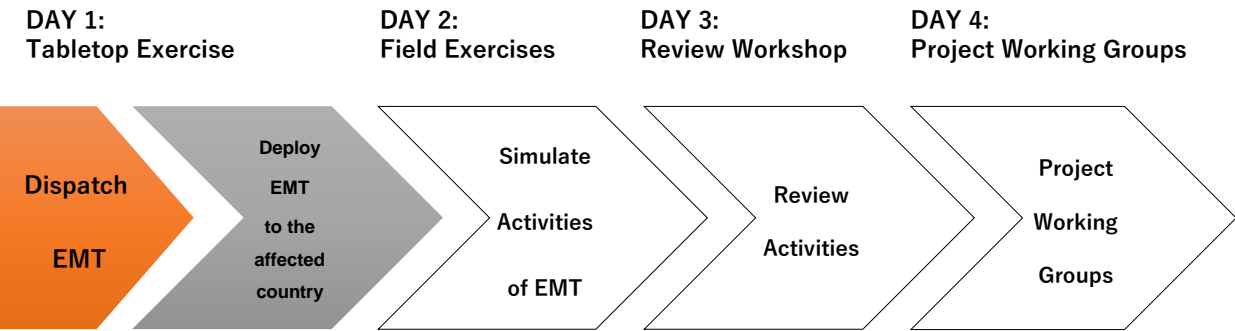 DAY 1:
Tabletop Exercise
DAY 2:
Field Exercises
DAY 3:
Review Workshop
DAY 4:
Project Working Groups
Dispatch
EMT
Deploy
EMT
to the
affected
country
Simulate
Activities
of EMT
Review
Activities
Project
Working
Groups